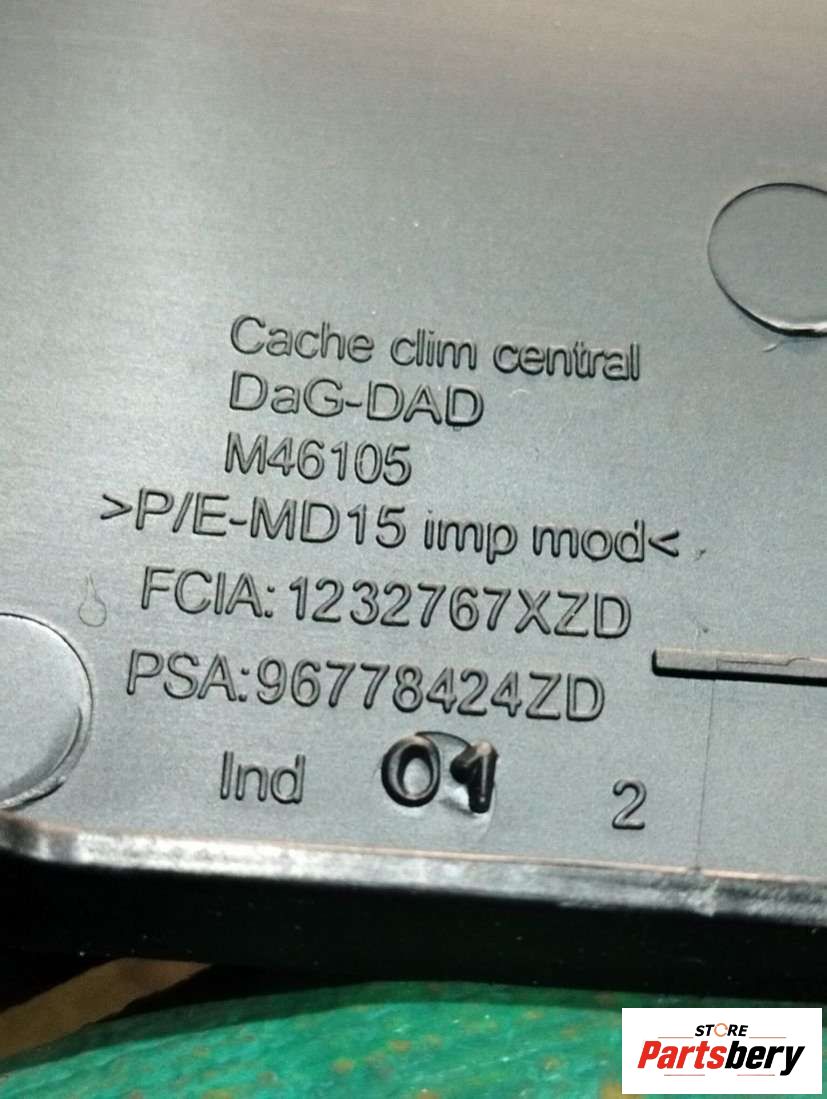 Cache clim central
DaG-DAD
M46105
>P/E-MD15 imp mod<
FCIA:1232767XZD
PSA:96778424ZD
Ind 01 2
STORE
Partsbery